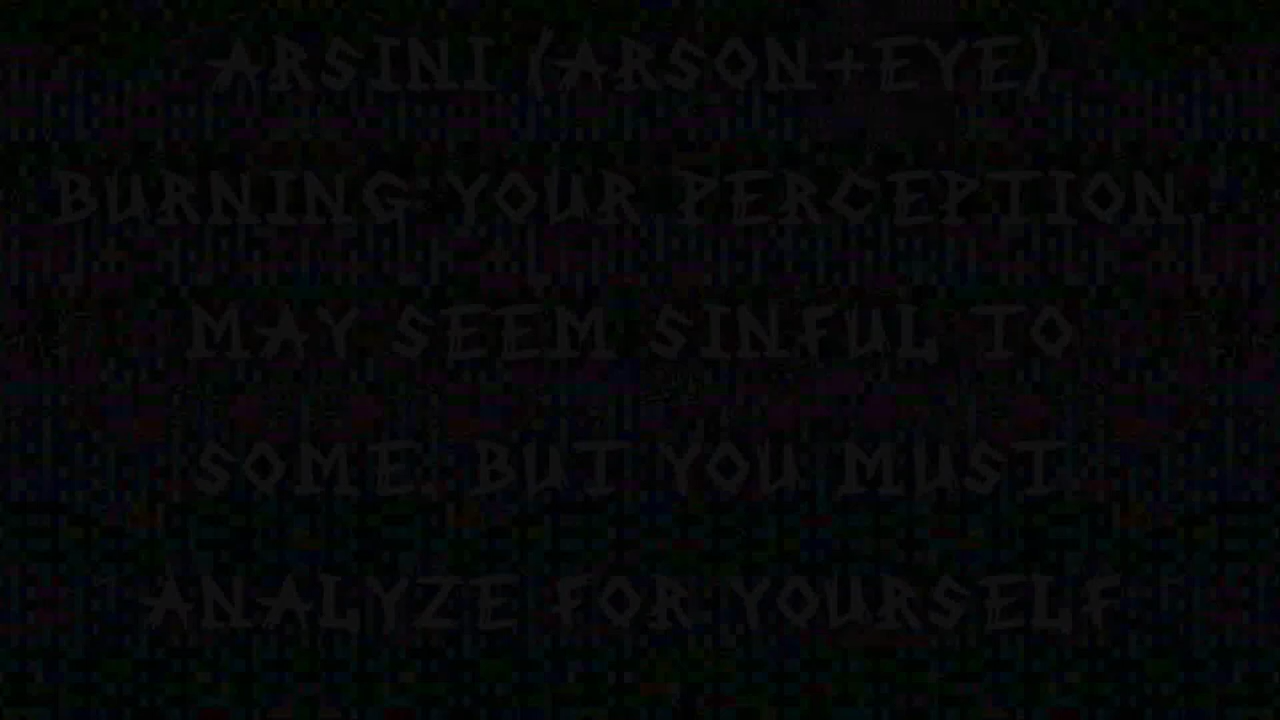 ARSINI (ARSON+EYE)
BURNING YOUR PERCEPTION
MAY SEEM SINFUL TO
SOME, BUT YOU MUST
ANALYZE FOR YOURSELF